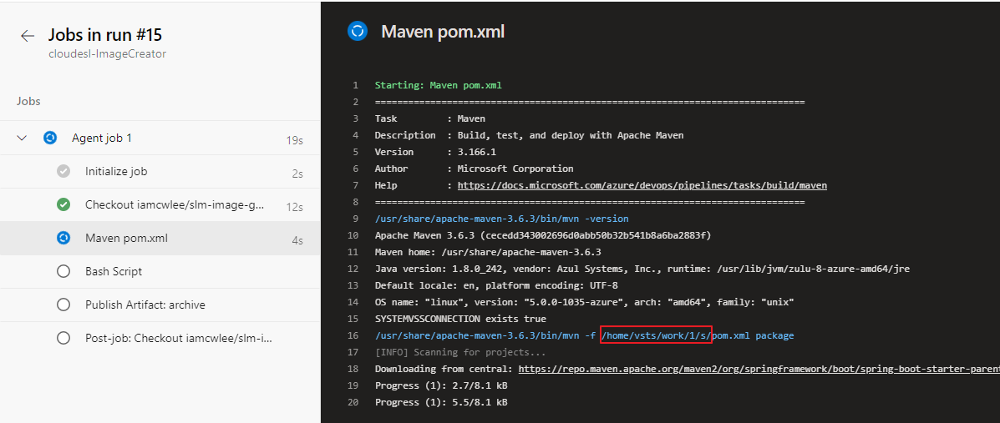 Jobs in run #15
cloudesl-ImageCreator
Jobs
Agent job 1 19s
Initialize job 2s
Checkout iamcwlee/slm-image-g... 12s
Maven pom.xml 4s
Bash Script
Publish Artifact: archive
Post-job: Checkout iamcwlee/slm-i...
Maven pom.xml
1 Starting: Maven pom.xml
2 ==============================================================================
3 Task : Maven
4 Description : Build, test, and deploy with Apache Maven
5 Version : 3.166.1
6 Author : Microsoft Corporation
7 Help : https://docs.microsoft.com/azure/devops/pipelines/tasks/build/maven
8 ==============================================================================
9 /usr/share/apache-maven-3.6.3/bin/mvn -version
10 Apache Maven 3.6.3 (cecedd343002696d0abb50b32b541b8a6ba2883f)
11 Maven home: /usr/share/apache-maven-3.6.3
12 Java version: 1.8.0_242, vendor: Azul Systems, Inc., runtime: /usr/lib/jvm/zulu-8-azure-amd64/jre
13 Default locale: en, platform encoding: UTF-8
14 OS name: "linux", version: "5.0.0-1035-azure", arch: "amd64", family: "unix"
15 SYSTEMVSSCONNECTION exists true
16 /usr/share/apache-maven-3.6.3/bin/mvn -f /home/vsts/work/1/s/pom.xml package
17 [INFO] Scanning for projects...
18 Downloading from central: https://repo.maven.apache.org/maven2/org/springframework/boot/spring-boot-starter-parent
19 Progress (1): 2.7/8.1 kB
20 Progress (1): 5.5/8.1 kB